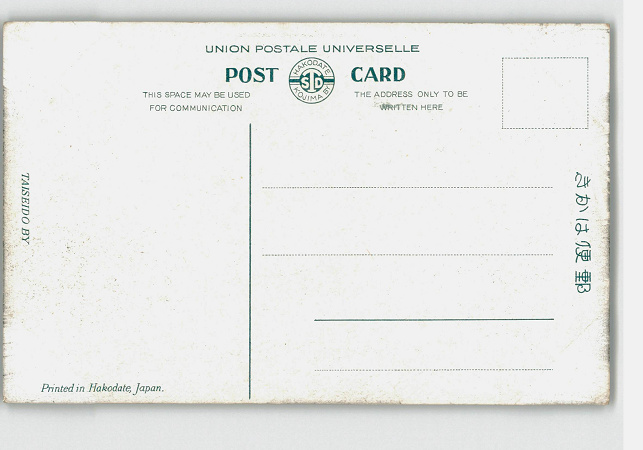 UNION POSTALE UNIVERSELLE
POST CARD
HAKODATE
STD
KOJIMA BY
THIS SPACE MAY BE USED
FOR COMMUNICATION
THE ADDRESS ONLY TO BE
WRITTEN HERE
TAISEIDO BY
きかは便郵
Printed in Hakodate, Japan.